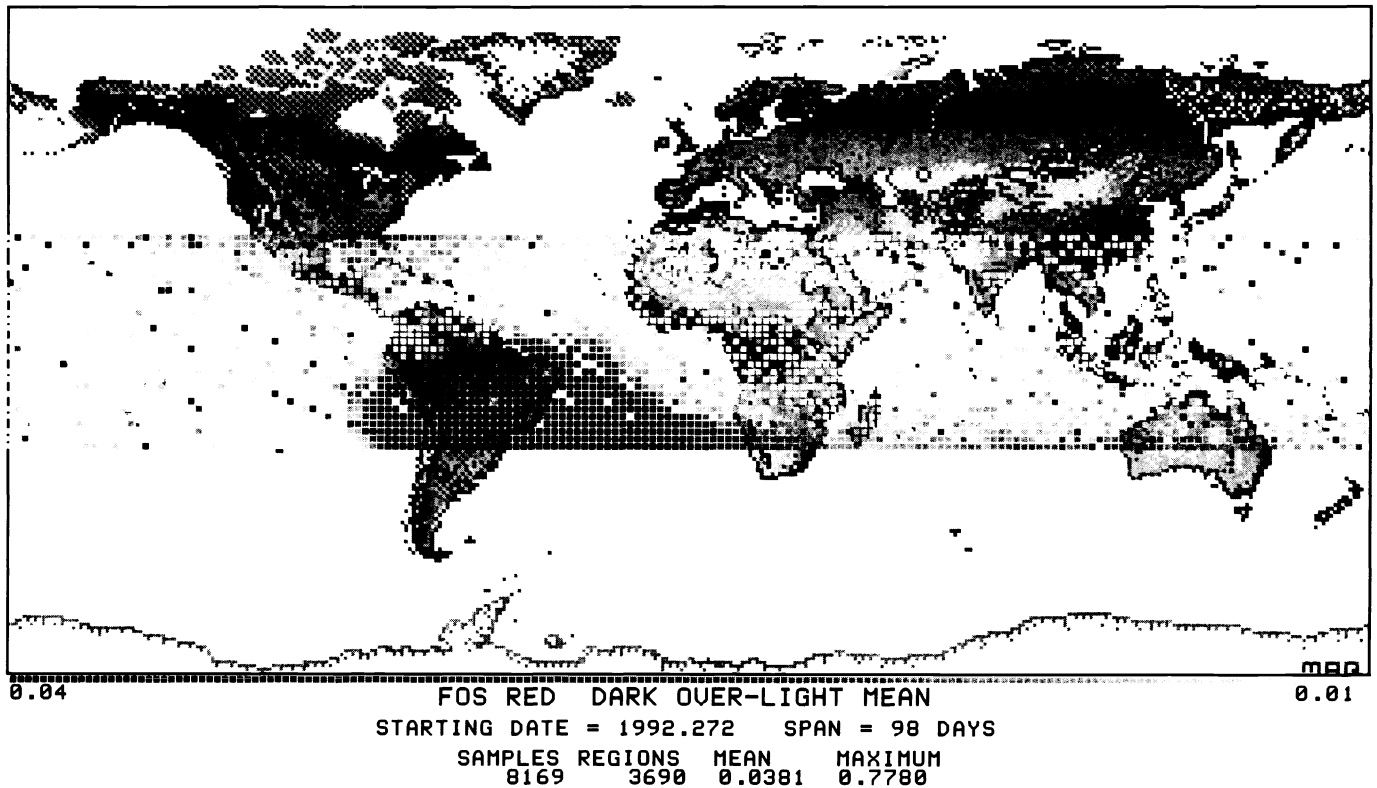 MAR
0.04 0.01
FOS RED DARK OVER-LIGHT MEAN
STARTING DATE = 1992.272 SPAN = 98 DAYS
SAMPLES REGIONS MEAN MAXIMUM
8169 3690 0.0381 0.7780